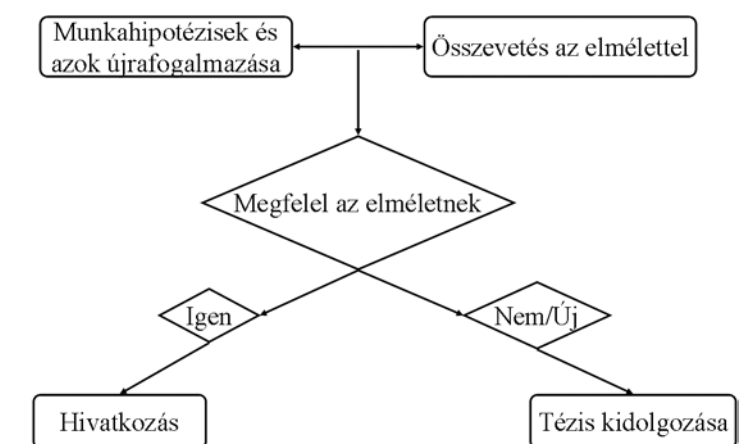 Munkahipotézisek és
azok újrafogalmazása
Összevetés az elmélettel
Megfelel az elméletnek
Igen
Nem/Új
Hivatkozás
Tézis kidolgozása